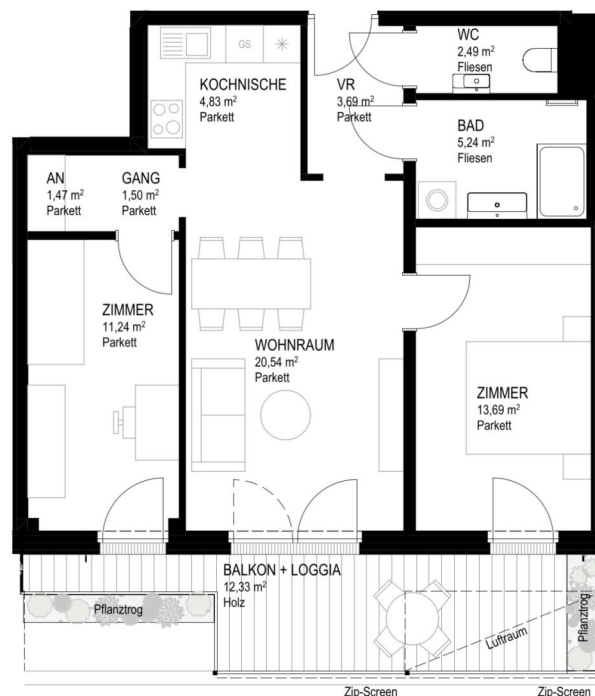 WC
2,49 m²
Fliesen
GS
KOCHNISCHE
4,83 m²
Parkett
VR
3,69 m²
Parkett
BAD
5,24 m²
Fliesen
AN
1,47 m²
Parkett
GANG
1,50 m²
Parkett
ZIMMER
11,24 m²
Parkett
WOHNRAUM
20,54 m²
Parkett
ZIMMER
13,69 m²
Parkett
BALKON + LOGGIA
12,33 m²
Holz
Pflanztrog
Luftraum
Pflanztrog
Zip-Screen
Zip-Screen